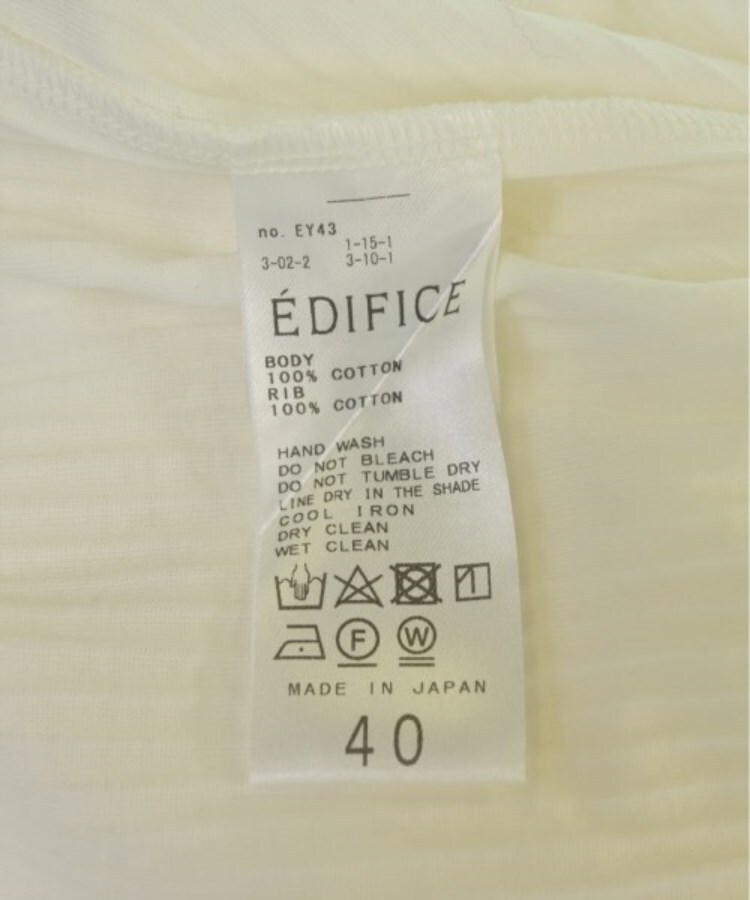 no. EY43
1-15-1
3-02-2 3-10-1
ÉDIFICE
BODY
100% COTTON
RIB
100% COTTON
HAND WASH
DO NOT BLEACH
DO NOT TUMBLE DRY
LINE DRY IN THE SHADE
COOL IRON
DRY CLEAN
WET CLEAN
F W
MADE IN JAPAN
40